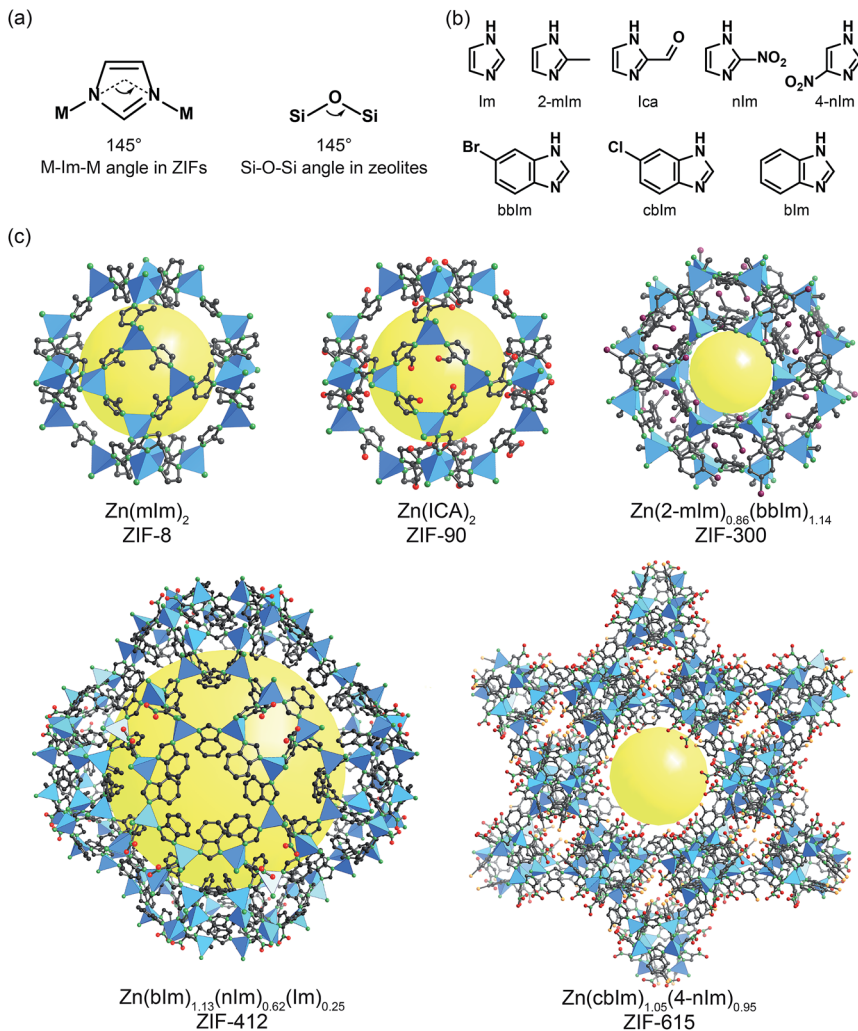 (a)
M
N
N
M
145°
M-Im-M angle in ZIFs
Si
O
Si
145°
Si-O-Si angle in zeolites
(b)
H
N
N
Im
H
N
N
2-mIm
H
N
N
O
Ica
H
N
N
NO2
nIm
H
N
N
O2N
4-nIm
Br
H
N
N
bbIm
Cl
H
N
N
cbIm
H
N
N
bIm
(c)
Zn(mIm)2
ZIF-8
Zn(ICA)2
ZIF-90
Zn(2-mIm)0.86(bbIm)1.14
ZIF-300
Zn(bIm)1.13(nIm)0.62(Im)0.25
ZIF-412
Zn(cbIm)1.05(4-nIm)0.95
ZIF-615